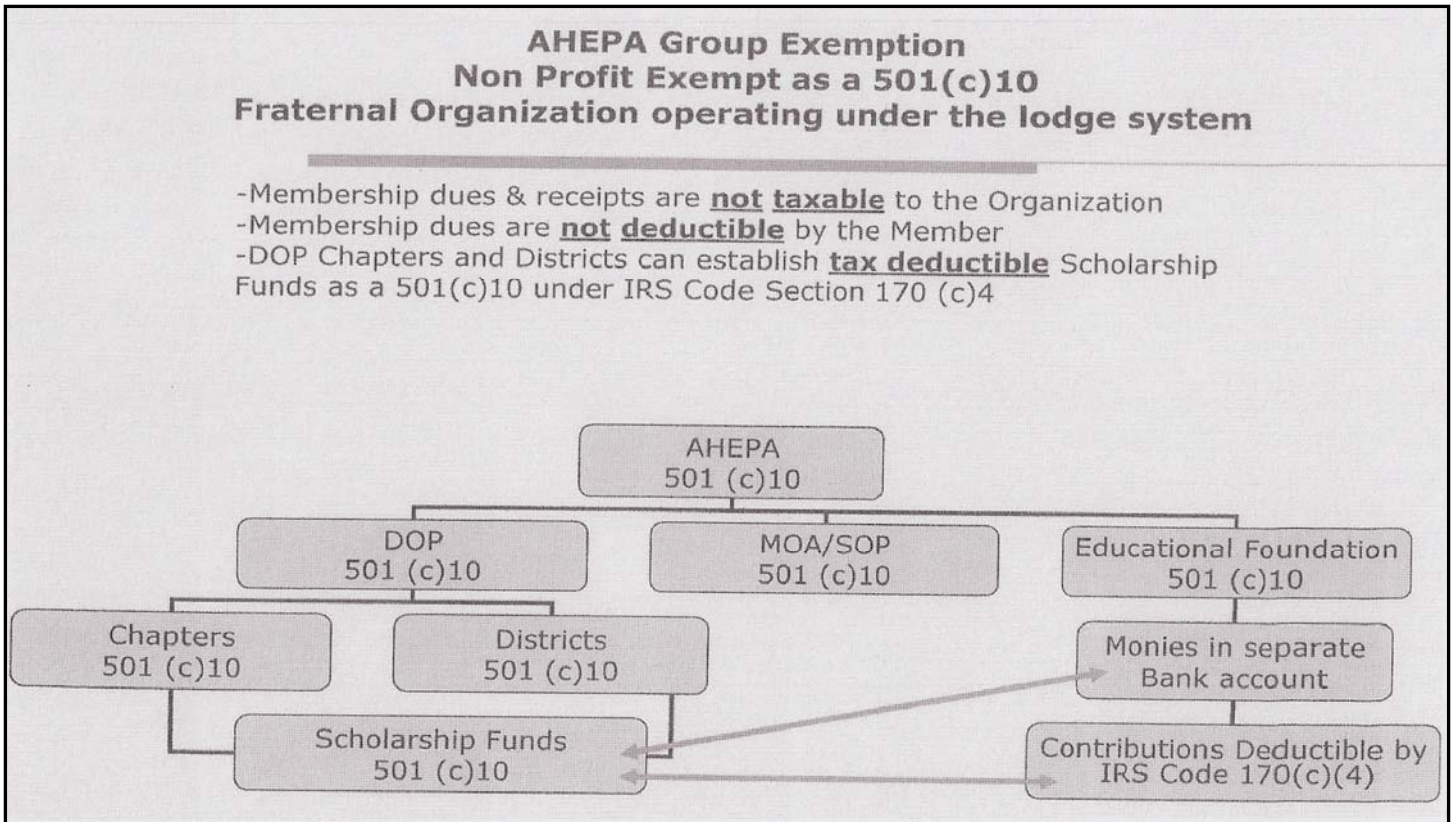 AHEPA Group Exemption
Non Profit Exempt as a 501(c)10
Fraternal Organization operating under the lodge system
-Membership dues & receipts are not taxable to the Organization
-Membership dues are not deductible by the Member
-DOP Chapters and Districts can establish tax deductible Scholarship
Funds as a 501(c)10 under IRS Code Section 170 (c)4
AHEPA
501 (c)10
DOP
501 (c)10
MOA/SOP
501 (c)10
Educational Foundation
501 (c)10
Chapters
501 (c)10
Districts
501 (c)10
Monies in separate
Bank account
Scholarship Funds
501 (c)10
Contributions Deductible by
IRS Code 170(c)(4)